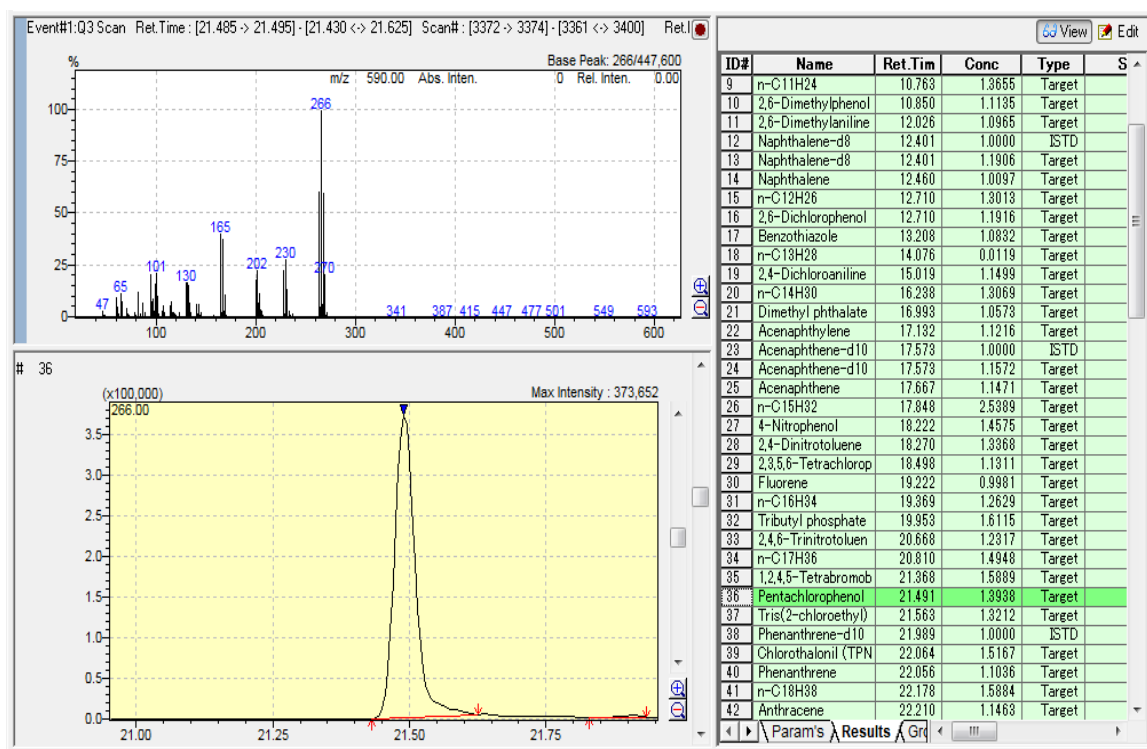 Event#1:Q3 Scan Ret.Time : [21.485 -> 21.495] - [21.430 <-> 21.625] Scan# : [3372 -> 3374] - [3361 <-> 3400] Ret.I
%
Base Peak: 266/447,600
m/z 590.00 Abs. Inten. 0 Rel. Inten. 0.00
100
75
50
25
0
266
165
101
65
47
130
202
230
270
341
387
415
447
477
501
549
593
100
200
300
400
500
600
# 36
(x100,000)
Max Intensity : 373,652
266.00
3.5
3.0
2.5
2.0
1.5
1.0
0.5
0.0
21.00
21.25
21.50
21.75
View
Edit
ID# Name Ret.Tim Conc Type S
9 n-C11H24 10.763 1.3655 Target
10 2,6-Dimethylphenol 10.850 1.1135 Target
11 2,6-Dimethylaniline 12.026 1.0965 Target
12 Naphthalene-d8 12.401 1.0000 ISTD
13 Naphthalene-d8 12.401 1.1906 Target
14 Naphthalene 12.460 1.0097 Target
15 n-C12H26 12.710 1.3013 Target
16 2,6-Dichlorophenol 12.710 1.1916 Target
17 Benzothiazole 13.208 1.0832 Target
18 n-C13H28 14.076 0.0119 Target
19 2,4-Dichloroaniline 15.019 1.1499 Target
20 n-C14H30 16.238 1.3069 Target
21 Dimethyl phthalate 16.993 1.0573 Target
22 Acenaphthylene 17.132 1.1216 Target
23 Acenaphthene-d10 17.573 1.0000 ISTD
24 Acenaphthene-d10 17.573 1.1572 Target
25 Acenaphthene 17.667 1.1471 Target
26 n-C15H32 17.848 2.5389 Target
27 4-Nitrophenol 18.222 1.4575 Target
28 2,4-Dinitrotoluene 18.270 1.3368 Target
29 2,3,5,6-Tetrachlorop 18.498 1.1311 Target
30 Fluorene 19.222 0.9981 Target
31 n-C16H34 19.369 1.2629 Target
32 Tributyl phosphate 19.953 1.6115 Target
33 2,4,6-Trinitrotoluen 20.668 1.2317 Target
34 n-C17H36 20.810 1.4948 Target
35 1,2,4,5-Tetrabromob 21.368 1.5889 Target
36 Pentachlorophenol 21.491 1.3938 Target
37 Tris(2-chloroethyl) 21.563 1.3212 Target
38 Phenanthrene-d10 21.989 1.0000 ISTD
39 Chlorothalonil (TPN 22.064 1.5167 Target
40 Phenanthrene 22.056 1.1036 Target
41 n-C18H38 22.178 1.5884 Target
42 Anthracene 22.210 1.1463 Target
Param's Results Gr